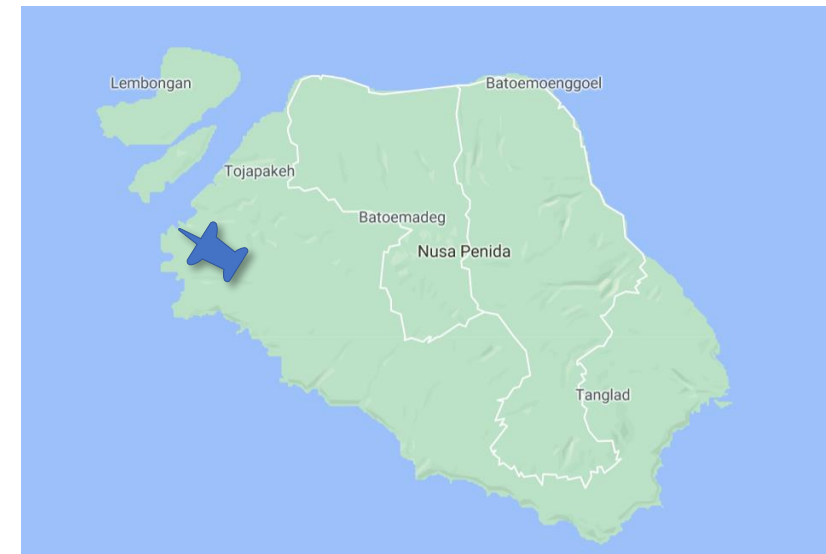 Lembongan
Batoemoenggoel
Tojapakeh
Batoemadeg
Nusa Penida
Tanglad